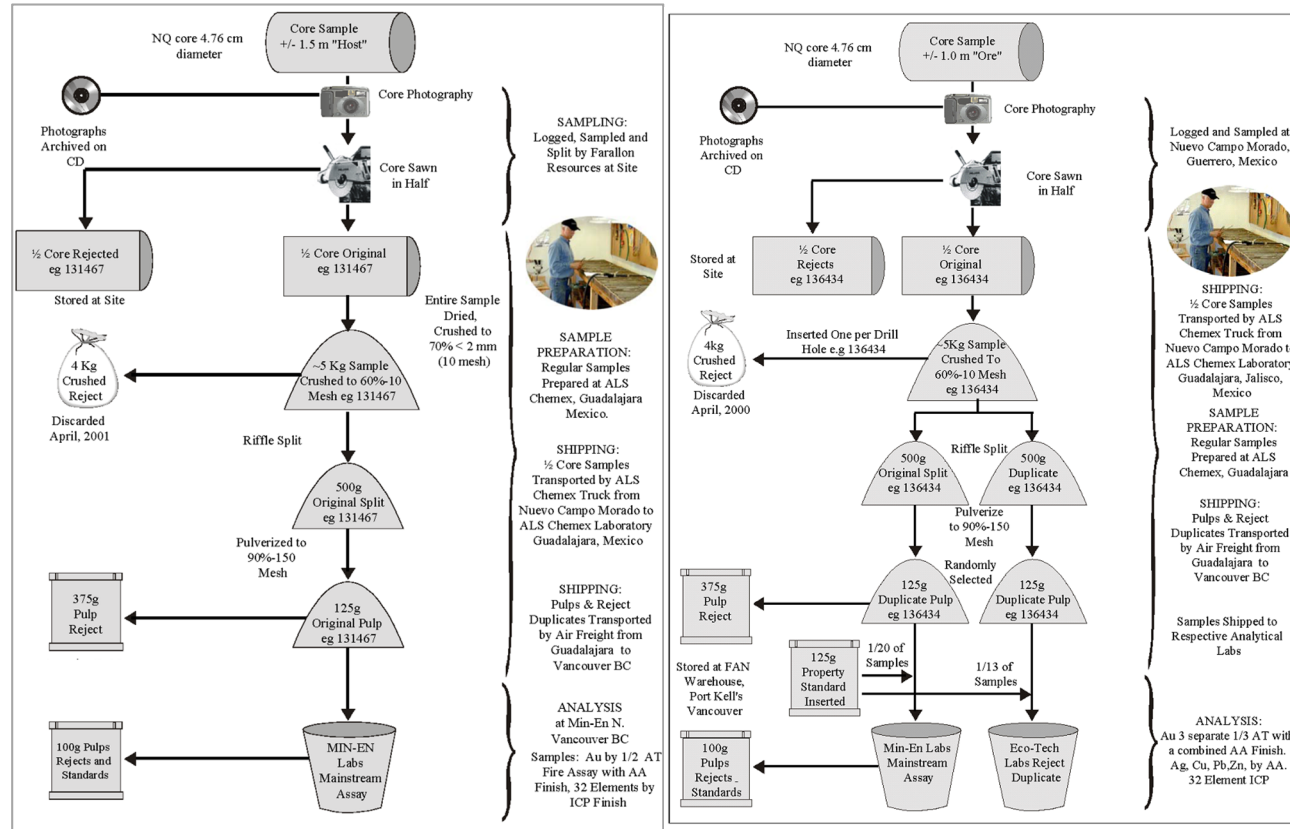 Core Sample
+/- 1.5 m "Host"
NQ core 4.76 cm
diameter
Core Photography
Photographs
Archived on
CD
Core Sawn
in Half
SAMPLING:
Logged, Sampled and
Split by Farallon
Resources at Site
½ Core Rejected
eg 131467
Stored at Site
½ Core Original
eg 131467
Entire Sample
Dried,
Crushed to
70% < 2 mm
(10 mesh)
4 Kg
Crushed
Reject
Discarded
April, 2001
~5 Kg Sample
Crushed to 60%-10
Mesh eg 131467
Riffle Split
500g
Original Split
eg 131467
Pulverized to
90%-150
Mesh
375g
Pulp
Reject
125g
Original Pulp
eg 131467
100g Pulps
Rejects and
Standards
MIN-EN
Labs
Mainstream
Assay
SAMPLE
PREPARATION:
Regular Samples
Prepared at ALS
Chemex, Guadalajara
Mexico.
SHIPPING:
½ Core Samples
Transported by ALS
Chemex Truck from
Nuevo Campo Morado to
ALS Chemex Laboratory
Guadalajara, Mexico
SHIPPING:
Pulps & Reject
Duplicates Transported
by Air Freight from
Guadalajara to
Vancouver BC
ANALYSIS
at Min-En N.
Vancouver BC
Samples: Au by 1/2 AT
Fire Assay with AA
Finish, 32 Elements by
ICP Finish
Core Sample
+/- 1.0 m "Ore"
NQ core 4.76 cm
diameter
Core Photography
Photographs
Archived on
CD
Core Sawn
in Half
Logged and Sampled at
Nuevo Campo Morado,
Guerrero, Mexico
Stored at
Site
½ Core
Rejects
eg 136434
½ Core
Original
eg 136434
Inserted One per Drill
Hole e.g 136434
4kg
Crushed
Reject
Discarded
April, 2000
~5Kg Sample
Crushed To
60%-10 Mesh
eg 136434
Riffle Split
500g
Original Split
eg 136434
500g
Duplicate
eg 136434
Pulverize
to 90%-150
Mesh
Randomly
Selected
375g
Pulp
Reject
125g
Duplicate Pulp
eg 136434
125g
Duplicate Pulp
eg 136434
Stored at FAN
Warehouse,
Port Kell's
Vancouver
125g
Property
Standard
Inserted
1/20 of
Samples
1/13 of
Samples
100g
Pulps
Rejects -
Standards
Min-En Labs
Mainstream
Assay
Eco-Tech
Labs Reject
Duplicate
SHIPPING:
½ Core Samples
Transported by ALS
Chemex Truck from
Nuevo Campo Morado to
ALS Chemex Laboratory
Guadalajara, Jalisco,
Mexico
SAMPLE
PREPARATION:
Regular Samples
Prepared at ALS
Chemex, Guadalajara
SHIPPING:
Pulps & Reject
Duplicates Transported
by Air Freight from
Guadalajara to
Vancouver BC
Samples Shipped to
Respective Analytical
Labs
ANALYSIS:
Au 3 separate 1/3 AT with
a combined AA Finish.
Ag, Cu, Pb,Zn, by AA.
32 Element ICP